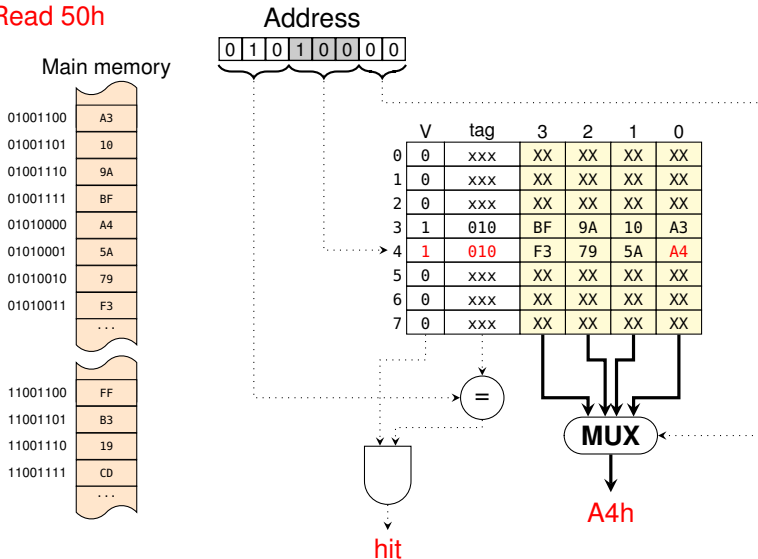 Read 50h
Address
0 1 0 1 0 0 0 0
Main memory
01001100 A3
01001101 10
01001110 9A
01001111 BF
01010000 A4
01010001 5A
01010010 79
01010011 F3
...
11001100 FF
11001101 B3
11001110 19
11001111 CD
...
V tag 3 2 1 0
0 0 xxx XX XX XX XX
1 0 xxx XX XX XX XX
2 0 xxx XX XX XX XX
3 1 010 BF 9A 10 A3
4 1 010 F3 79 5A A4
5 0 xxx XX XX XX XX
6 0 xxx XX XX XX XX
7 0 xxx XX XX XX XX
=
MUX
A4h
hit